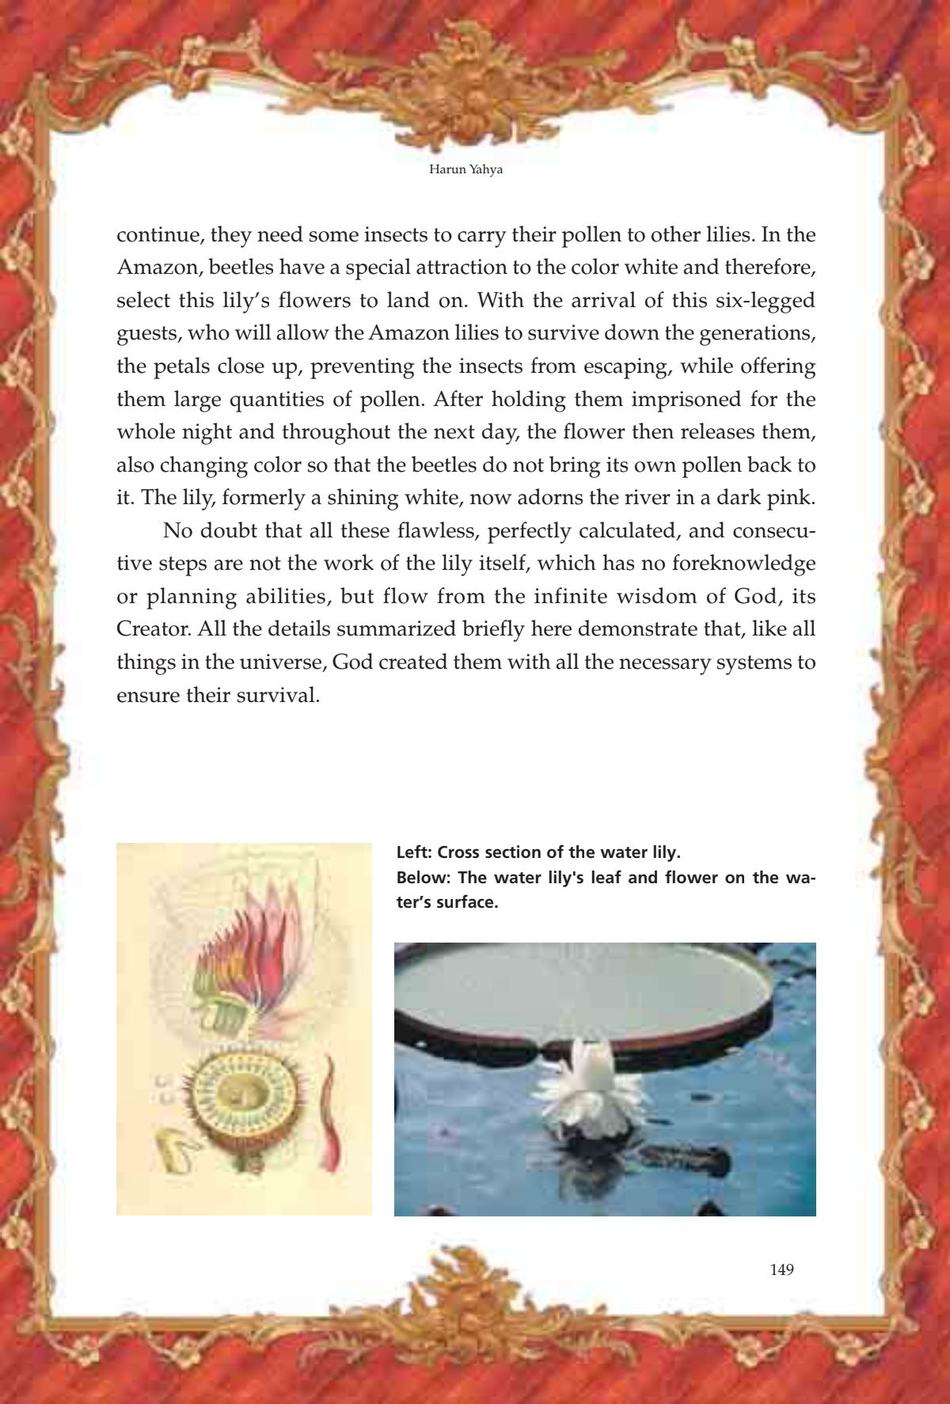 Harun Yahya
continue, they need some insects to carry their pollen to other lilies. In the
Amazon, beetles have a special attraction to the color white and therefore,
select this lily’s flowers to land on. With the arrival of this six-legged
guests, who will allow the Amazon lilies to survive down the generations,
the petals close up, preventing the insects from escaping, while offering
them large quantities of pollen. After holding them imprisoned for the
whole night and throughout the next day, the flower then releases them,
also changing color so that the beetles do not bring its own pollen back to
it. The lily, formerly a shining white, now adorns the river in a dark pink.
No doubt that all these flawless, perfectly calculated, and consecu-
tive steps are not the work of the lily itself, which has no foreknowledge
or planning abilities, but flow from the infinite wisdom of God, its
Creator. All the details summarized briefly here demonstrate that, like all
things in the universe, God created them with all the necessary systems to
ensure their survival.
Left: Cross section of the water lily.
Below: The water lily's leaf and flower on the wa-
ter’s surface.
149